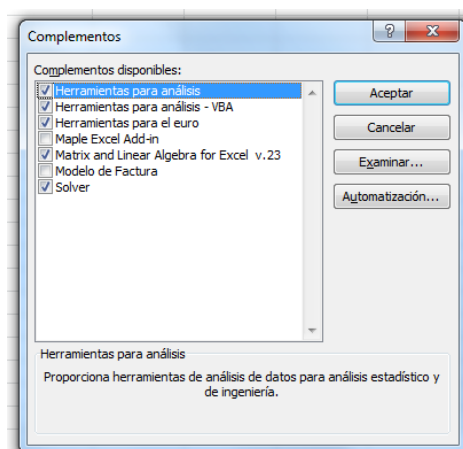 Complementos
Complementos disponibles:
Herramientas para análisis
Herramientas para análisis - VBA
Herramientas para el euro
Maple Excel Add-in
Matrix and Linear Algebra for Excel v.23
Modelo de Factura
Solver
Aceptar
Cancelar
Examinar...
Automatización...
Herramientas para análisis
Proporciona herramientas de análisis de datos para análisis estadístico y
de ingeniería.